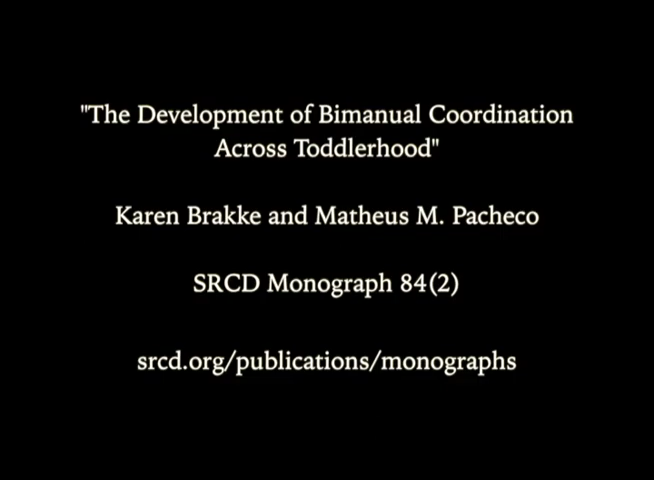 "The Development of Bimanual Coordination
Across Toddlerhood"
Karen Brakke and Matheus M. Pacheco
SRCD Monograph 84(2)
srcd.org/publications/monographs